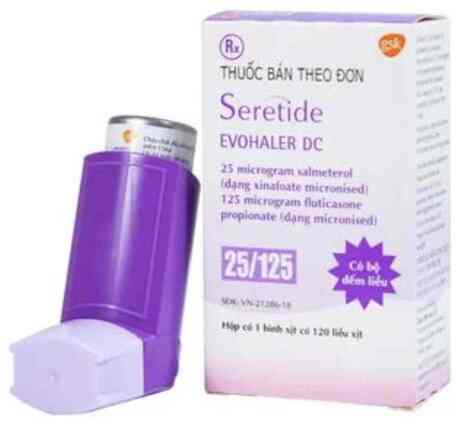 Rx
gsk
THUỐC BÁN THEO ĐƠN
Seretide
EVOHALER DC
25 microgram salmeterol
(dạng xinafoate micronised)
125 microgram fluticasone
propionate (dạng micronised)
25/125
Có bộ
đếm liều
SĐK: VN-21286-18
Hộp có 1 bình xịt có 120 liều xịt